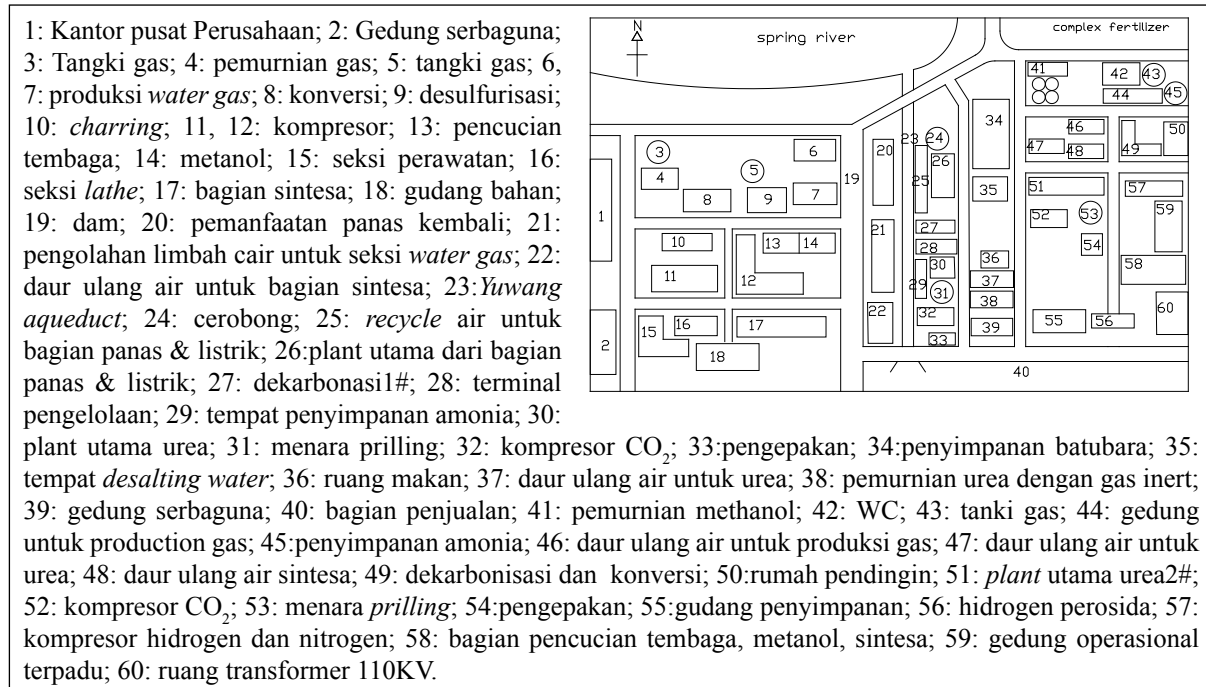 1: Kantor pusat Perusahaan; 2: Gedung serbaguna;
3: Tangki gas; 4: pemurnian gas; 5: tangki gas; 6,
7: produksi water gas; 8: konversi; 9: desulfurisasi;
10: charring; 11, 12: kompresor; 13: pencucian
tembaga; 14: metanol; 15: seksi perawatan; 16:
seksi lathe; 17: bagian sintesa; 18: gudang bahan;
19: dam; 20: pemanfaatan panas kembali; 21:
pengolahan limbah cair untuk seksi water gas; 22:
daur ulang air untuk bagian sintesa; 23:Yuwang
aqueduct; 24: cerobong; 25: recycle air untuk
bagian panas & listrik; 26:plant utama dari bagian
panas & listrik; 27: dekarbonasi1#; 28: terminal
pengelolaan; 29: tempat penyimpanan amonia; 30:
plant utama urea; 31: menara prilling; 32: kompresor CO2; 33:pengepakan; 34:penyimpanan batubara; 35:
tempat desalting water; 36: ruang makan; 37: daur ulang air untuk urea; 38: pemurnian urea dengan gas inert;
39: gedung serbaguna; 40: bagian penjualan; 41: pemurnian methanol; 42: WC; 43: tanki gas; 44: gedung
untuk production gas; 45:penyimpanan amonia; 46: daur ulang air untuk produksi gas; 47: daur ulang air untuk
urea; 48: daur ulang air sintesa; 49: dekarbonisasi dan konversi; 50:rumah pendingin; 51: plant utama urea2#;
52: kompresor CO2; 53: menara prilling; 54:pengepakan; 55:gudang penyimpanan; 56: hidrogen perosida; 57:
kompresor hidrogen dan nitrogen; 58: bagian pencucian tembaga, metanol, sintesa; 59: gedung operasional
terpadu; 60: ruang transformer 110KV.
N
spring river
complex fertilizer
41 42 43
44 45
34 46 50
47 48 49
3 6 20 23 24
4 5 26
8 9 7 19 25 35 51 57
1 52 53 59
21 27
10 13 14 28 54
11 12 30 36 58
29 31 37
38
2 15 16 17 22 32 39 55 56 60
18 33
40